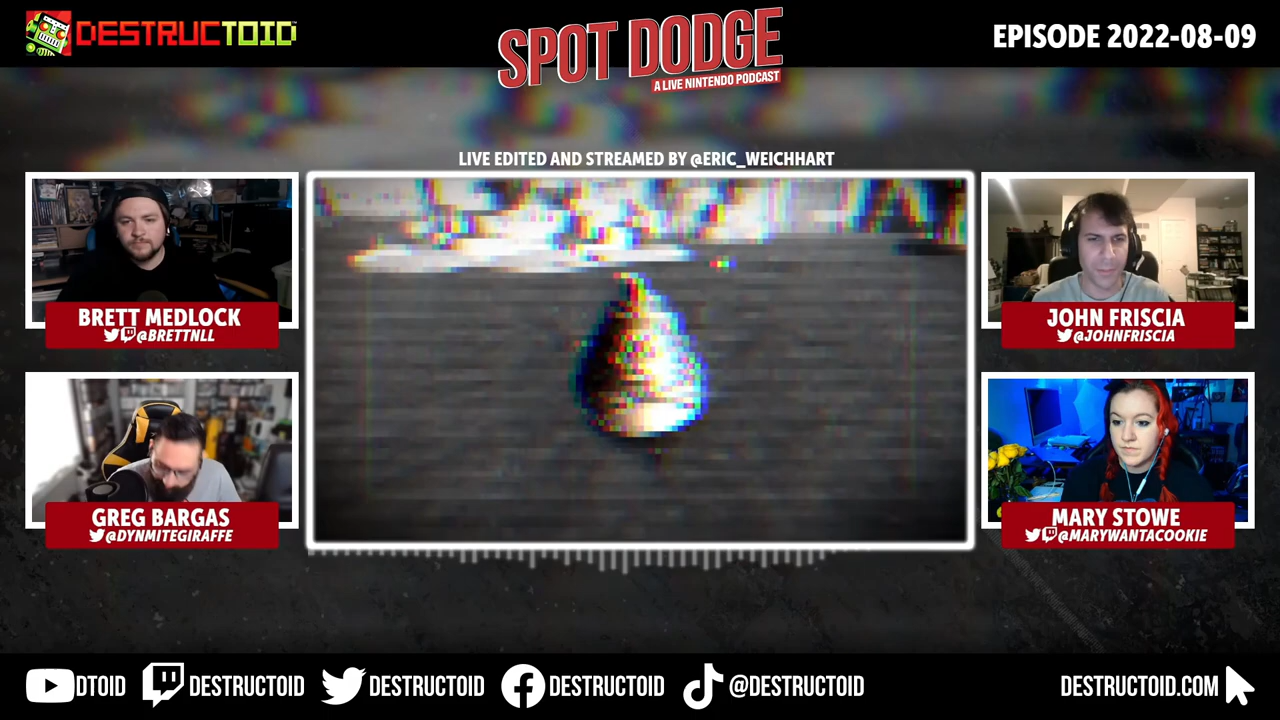 DESTRUCTOID
SPOT DODGE
A LIVE NINTENDO PODCAST
EPISODE 2022-08-09
LIVE EDITED AND STREAMED BY @ERIC_WEICHHART
BRETT MEDLOCK
@BRETTNLL
JOHN FRISCIA
@JOHNFRISCIA
GREG BARGAS
@DYNMITEGIRAFFE
MARY STOWE
@MARYWANTACOOKIE
DTOID
DESTRUCTOID
DESTRUCTOID
DESTRUCTOID
@DESTRUCTOID
DESTRUCTOID.COM